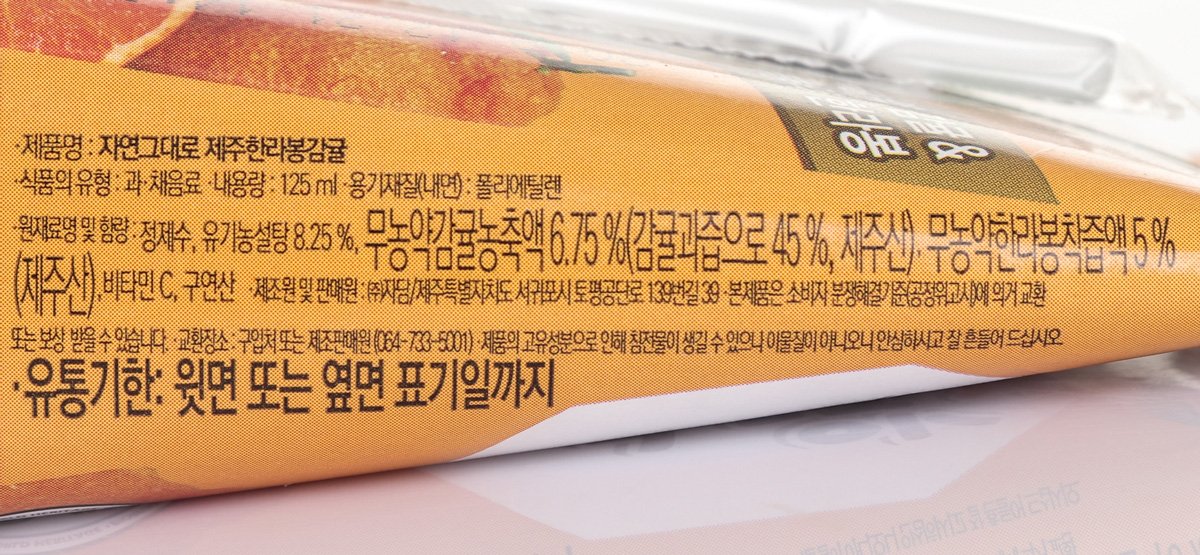 ·제품명 : 자연그대로 제주한라봉감귤
·식품의 유형 : 과·채음료 ·내용량 : 125 ml ·용기재질(내면) : 폴리에틸렌
·원재료명 및 함량 : 정제수, 유기농설탕 8.25 %, 무농약감귤농축액 6.75 %(감귤과즙으로 45 %, 제주산), 무농약한라봉착즙액 5 %
(제주산), 비타민 C, 구연산 ·제조원 및 판매원 : ㈜자담/제주특별자치도 서귀포시 토평공단로 139번길 39 ·본제품은 소비자 분쟁해결기준(공정위고시)에 의거 교환
또는 보상 받을 수 있습니다. ·교환장소 : 구입처 또는 제조판매원 (064-733-5001) ·제품의 고유성분으로 인해 침전물이 생길 수 있으나 이물질이 아니오니 안심하시고 잘 흔들어 드십시오.
·유통기한: 윗면 또는 옆면 표기일까지
&